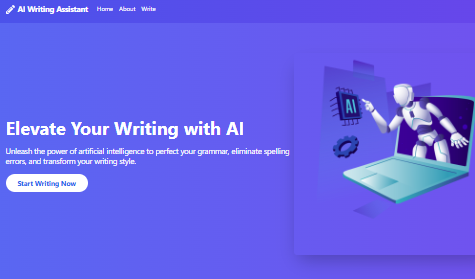 AI Writing Assistant Home About Write
AI
Elevate Your Writing with AI
Unleash the power of artificial intelligence to perfect your grammar, eliminate spelling
errors, and transform your writing style.
Start Writing Now